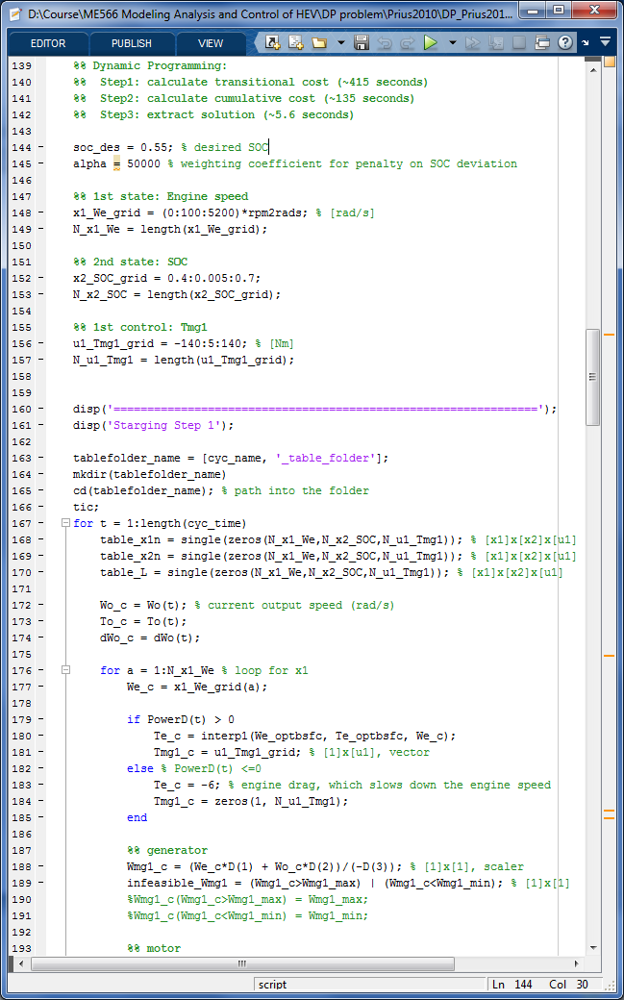 D:\Course\ME566 Modeling Analysis and Control of HEV\DP problem\Prius2010\DP_Prius201...
EDITOR PUBLISH VIEW
139 %% Dynamic Programming:
140 %% Step1: calculate transitional cost (~415 seconds)
141 %% Step2: calculate cumulative cost (~135 seconds)
142 %% Step3: extract solution (~5.6 seconds)
143
144 - soc_des = 0.55; % desired SOC
145 - alpha = 50000 % weighting coefficient for penalty on SOC deviation
146
147 %% 1st state: Engine speed
148 - x1_We_grid = (0:100:5200)*rpm2rads; % [rad/s]
149 - N_x1_We = length(x1_We_grid);
150
151 %% 2nd state: SOC
152 - x2_SOC_grid = 0.4:0.005:0.7;
153 - N_x2_SOC = length(x2_SOC_grid);
154
155 %% 1st control: Tmg1
156 - u1_Tmg1_grid = -140:5:140; % [Nm]
157 - N_u1_Tmg1 = length(u1_Tmg1_grid);
158
159
160 - disp('===============================================================');
161 - disp('Starging Step 1');
162
163 - tablefolder_name = [cyc_name, '_table_folder'];
164 - mkdir(tablefolder_name)
165 - cd(tablefolder_name); % path into the folder
166 - tic;
167 - for t = 1:length(cyc_time)
168 - table_x1n = single(zeros(N_x1_We,N_x2_SOC,N_u1_Tmg1)); % [x1]x[x2]x[u1]
169 - table_x2n = single(zeros(N_x1_We,N_x2_SOC,N_u1_Tmg1)); % [x1]x[x2]x[u1]
170 - table_L = single(zeros(N_x1_We,N_x2_SOC,N_u1_Tmg1)); % [x1]x[x2]x[u1]
171
172 - Wo_c = Wo(t); % current output speed (rad/s)
173 - To_c = To(t);
174 - dWo_c = dWo(t);
175
176 - for a = 1:N_x1_We % loop for x1
177 - We_c = x1_We_grid(a);
178
179 - if PowerD(t) > 0
180 - Te_c = interp1(We_optbsfc, Te_optbsfc, We_c);
181 - Tmg1_c = u1_Tmg1_grid; % [1]x[u1], vector
182 - else % PowerD(t) <=0
183 - Te_c = -6; % engine drag, which slows down the engine speed
184 - Tmg1_c = zeros(1, N_u1_Tmg1);
185 - end
186
187 %% generator
188 - Wmg1_c = (We_c*D(1) + Wo_c*D(2))/(-D(3)); % [1]x[1], scaler
189 - infeasible_Wmg1 = (Wmg1_c>Wmg1_max) | (Wmg1_c<Wmg1_min); % [1]x[1]
190 %Wmg1_c(Wmg1_c>Wmg1_max) = Wmg1_max;
191 %Wmg1_c(Wmg1_c<Wmg1_min) = Wmg1_min;
192
193 %% motor
script Ln 144 Col 30